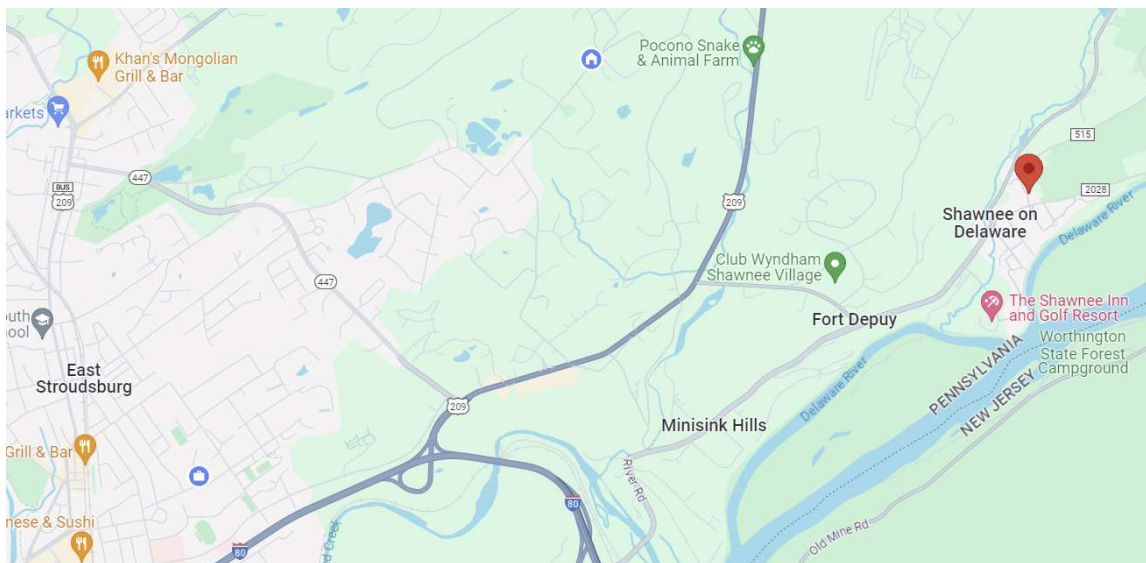 Khan's Mongolian
Grill & Bar
arkets
447
BUS
209
Pocono Snake
& Animal Farm
515
2028
209
Shawnee on
Delaware
Delaware River
Club Wyndham
Shawnee Village
447
outh
ool
East
Stroudsburg
Fort Depuy
The Shawnee Inn
and Golf Resort
Worthington
State Forest
Campground
PENNSYLVANIA
NEW JERSEY
Delaware River
209
Minisink Hills
Grill & Bar
River Rd
80
nese & Sushi
80
Creek
Old Mine Rd